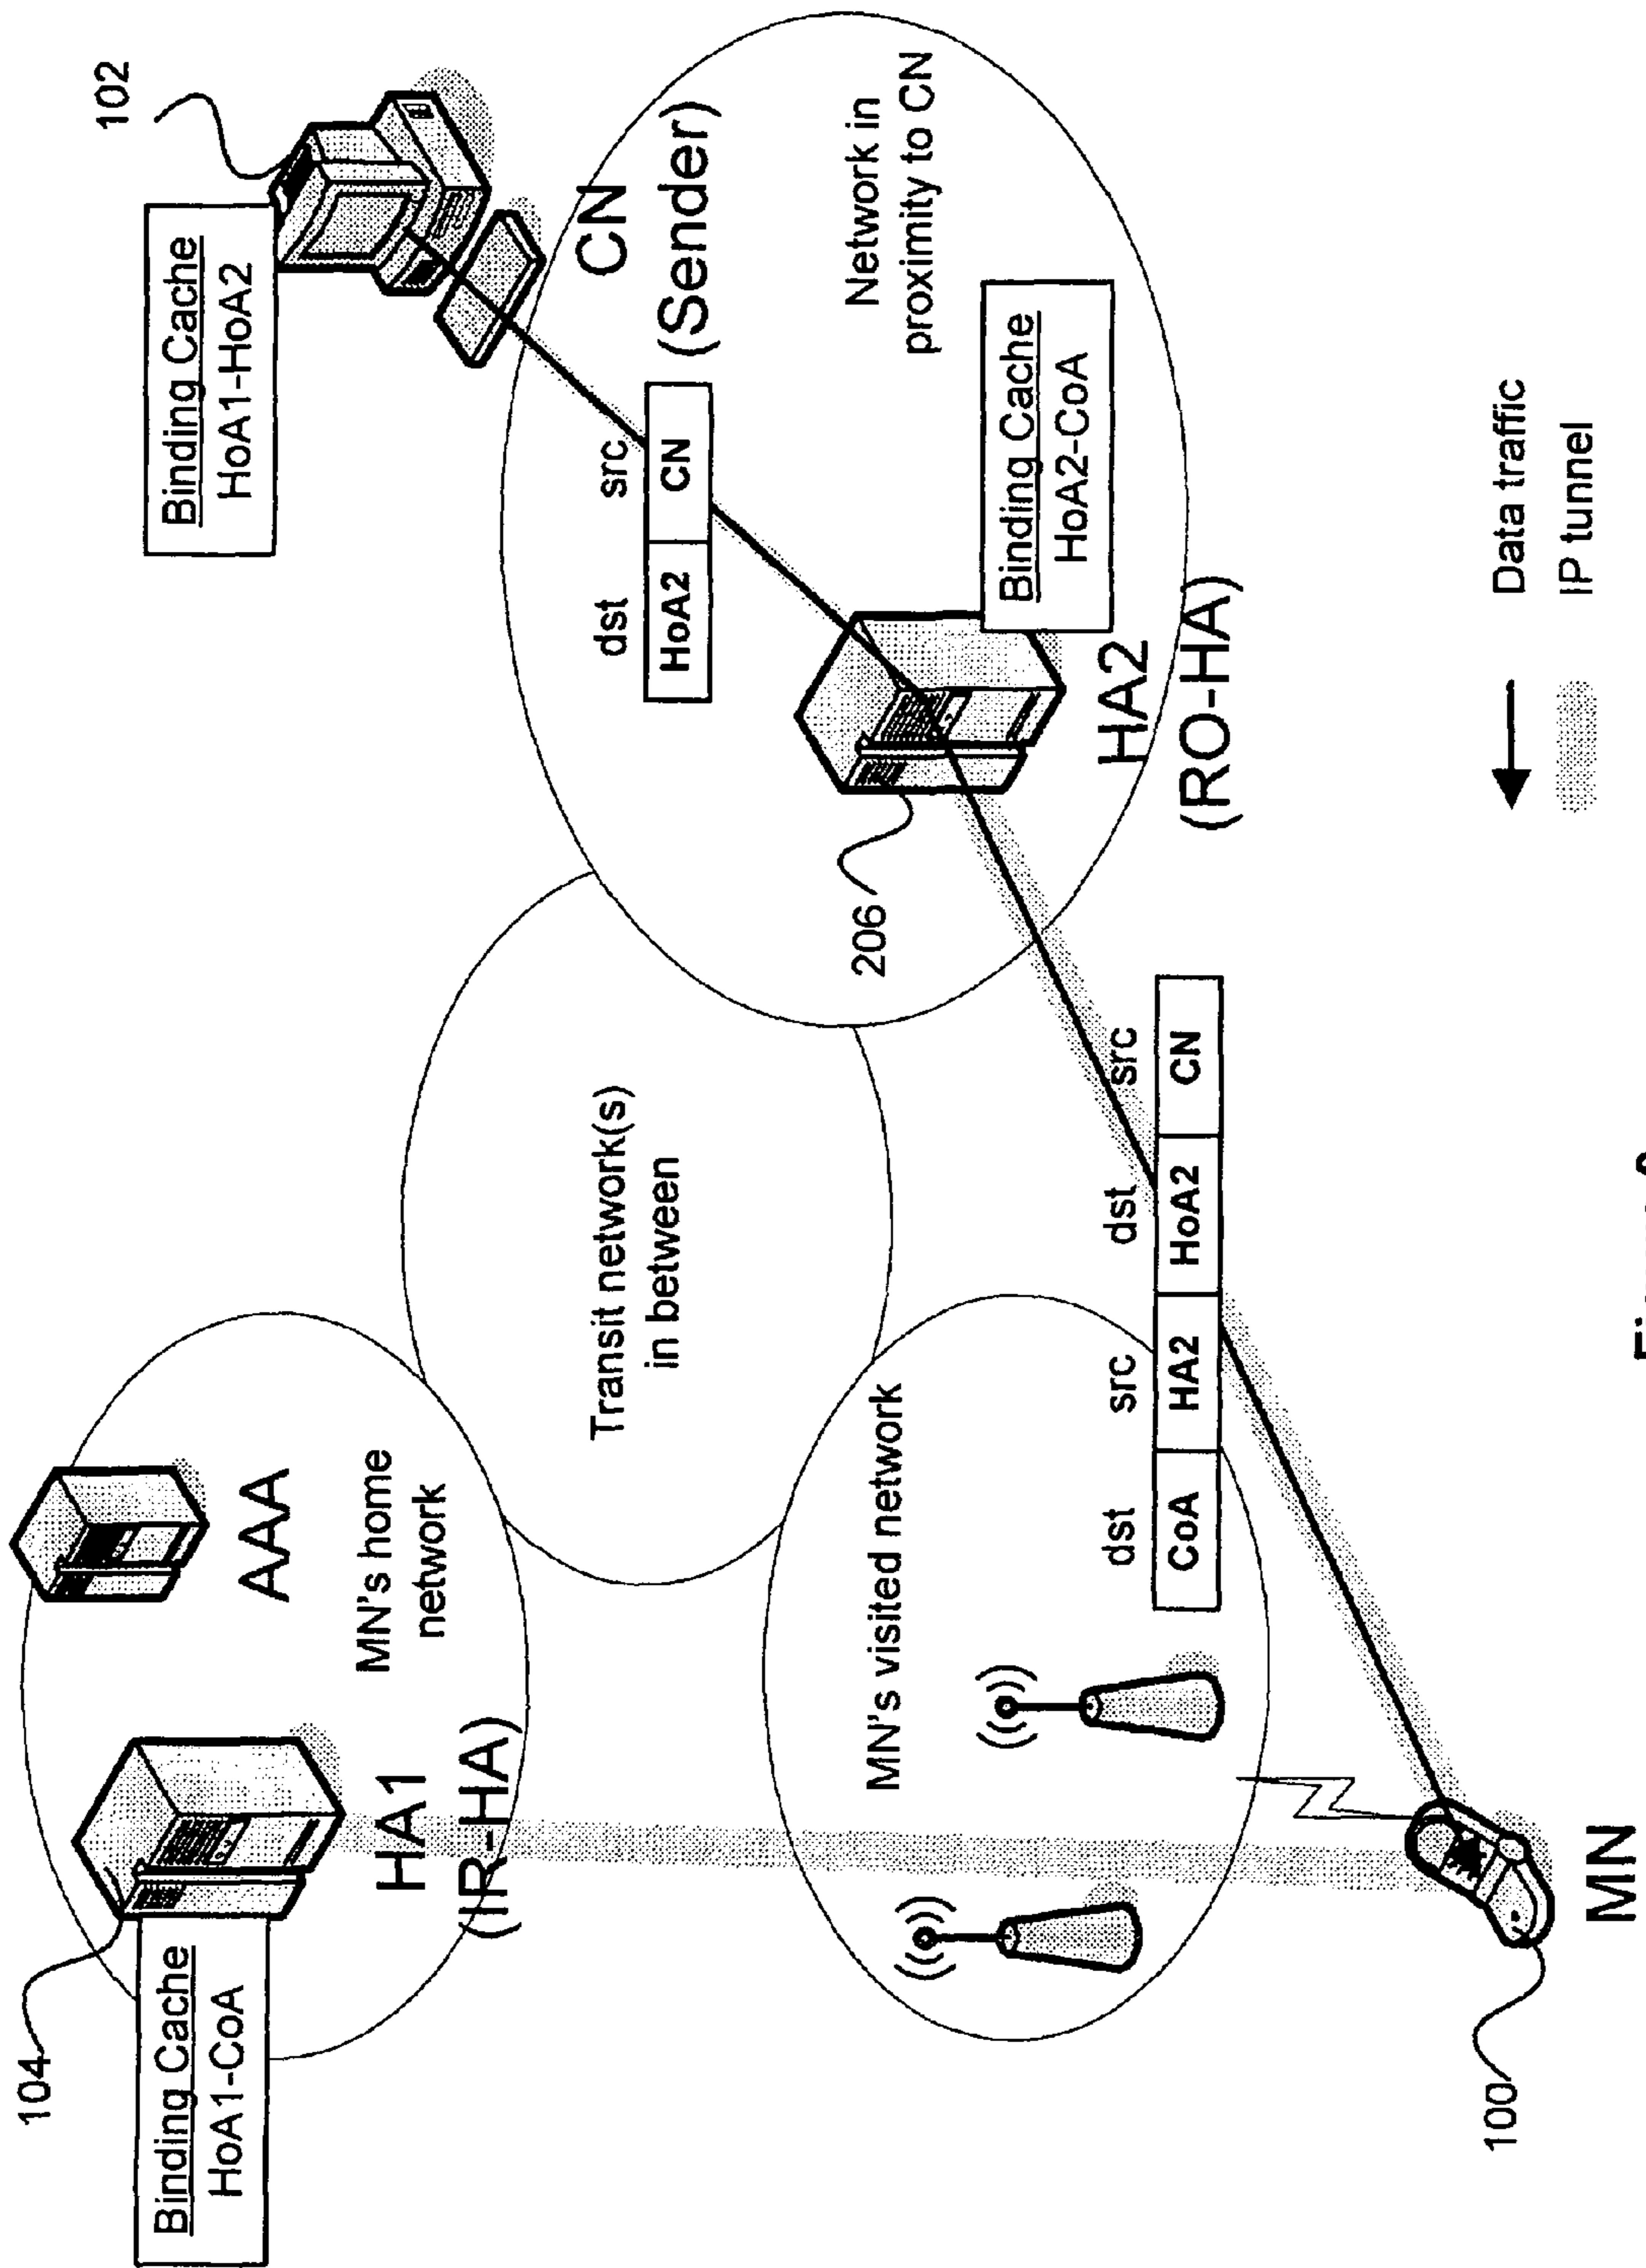 104
Binding Cache
HoA1-CoA
HA1
(IR-HA)
AAA
MN's home
network
Transit network(s)
in between
Binding Cache
HoA1-HoA2
102
CN
(Sender)
dst src
HoA2 CN
Network in
proximity to CN
Binding Cache
HoA2-CoA
206
HA2
(RO-HA)
MN's visited network
dst src dst src
CoA HA2 HoA2 CN
100
MN
Data traffic
IP tunnel